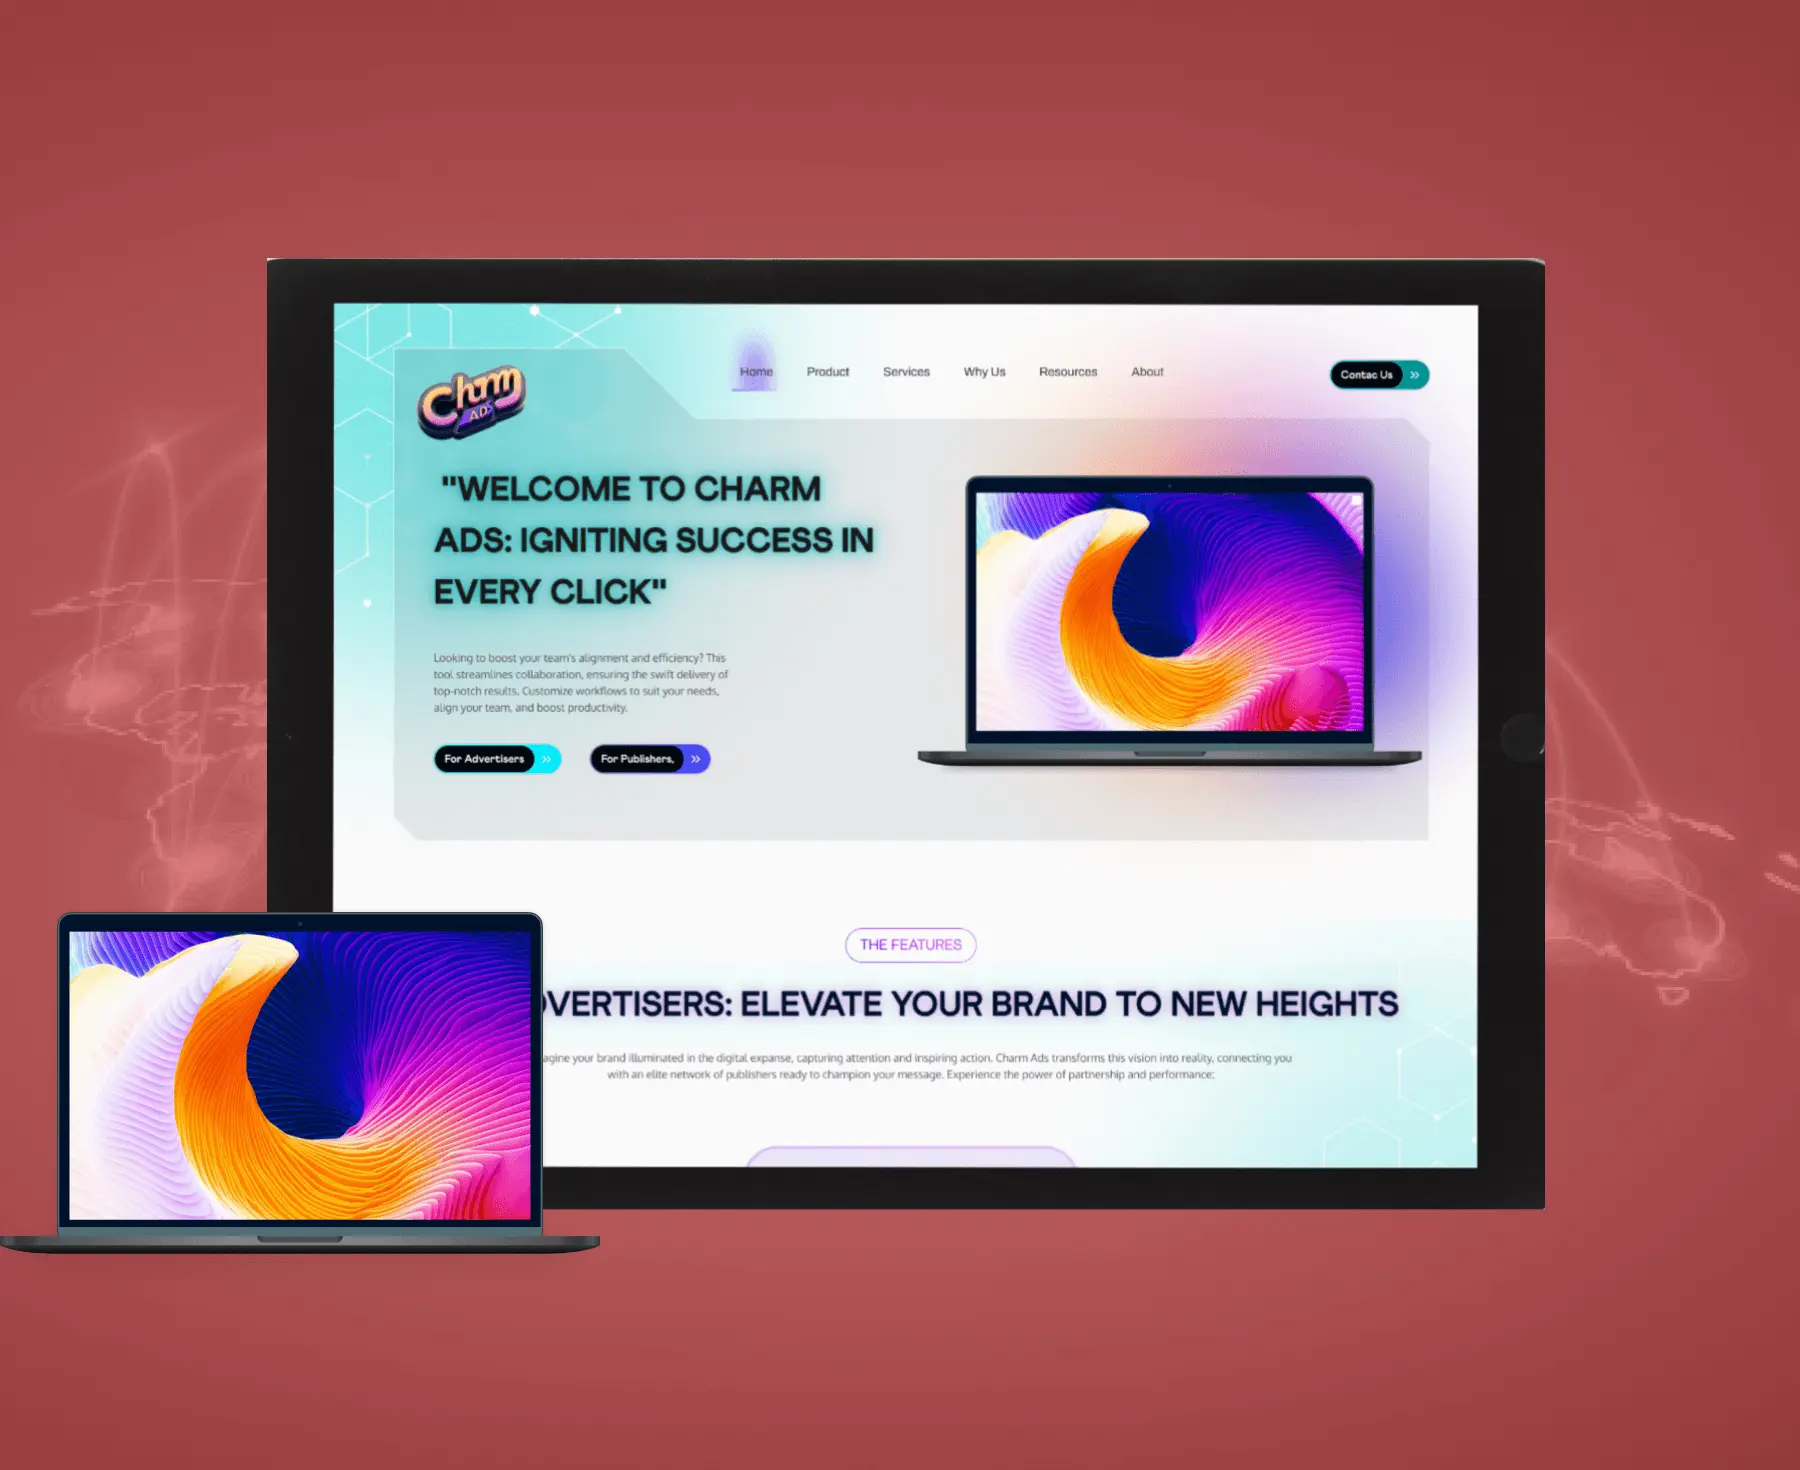 Chrm
ADS
Home Product Services Why Us Resources About
Contac Us
"WELCOME TO CHARM
ADS: IGNITING SUCCESS IN
EVERY CLICK"
Looking to boost your team's alignment and efficiency? This
tool streamlines collaboration, ensuring the swift delivery of
top-notch results. Customize workflows to suit your needs,
align your team, and boost productivity.
For Advertisers
For Publishers,
THE FEATURES
DVERTISERS: ELEVATE YOUR BRAND TO NEW HEIGHTS
agine your brand illuminated in the digital expanse, capturing attention and inspiring action. Charm Ads transforms this vision into reality, connecting you
with an elite network of publishers ready to champion your message. Experience the power of partnership and performance: